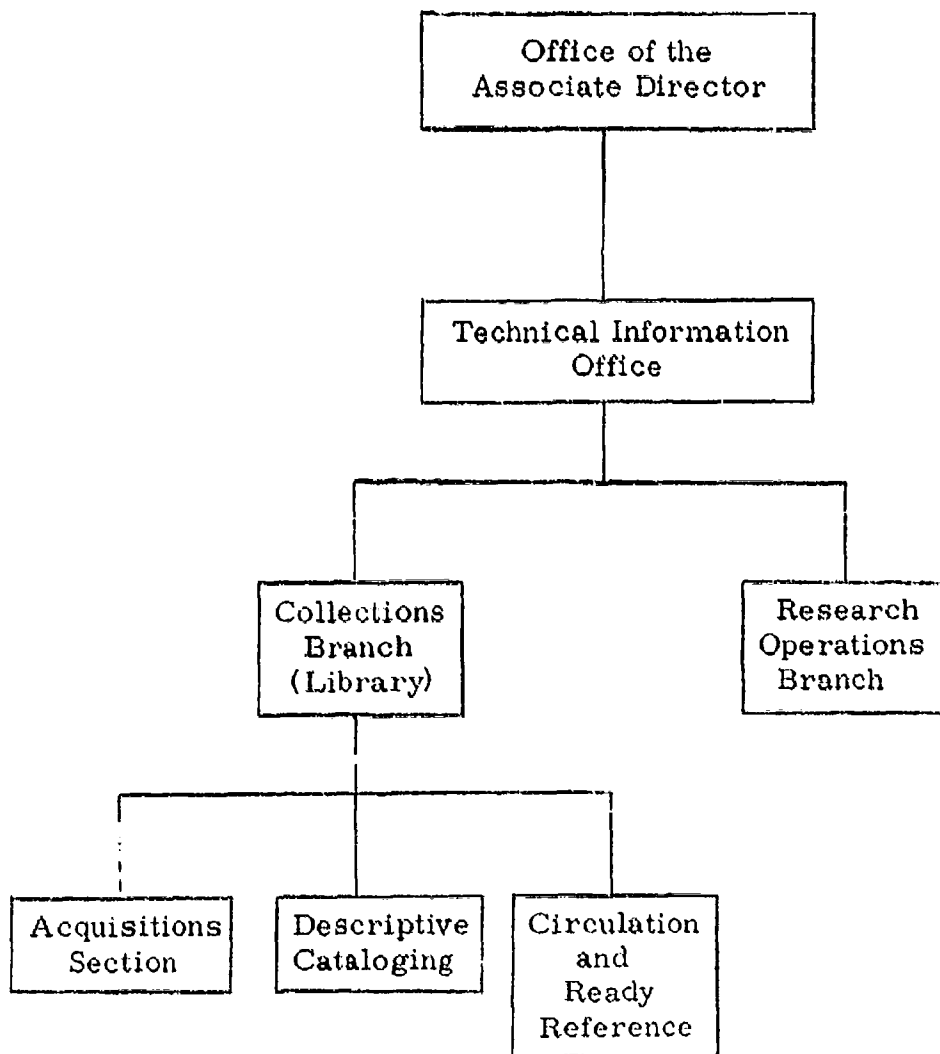 Office of the
Associate Director
Technical Information
Office
Collections
Branch
(Library)
Research
Operations
Branch
Acquisitions
Section
Descriptive
Cataloging
Circulation
and
Ready
Reference